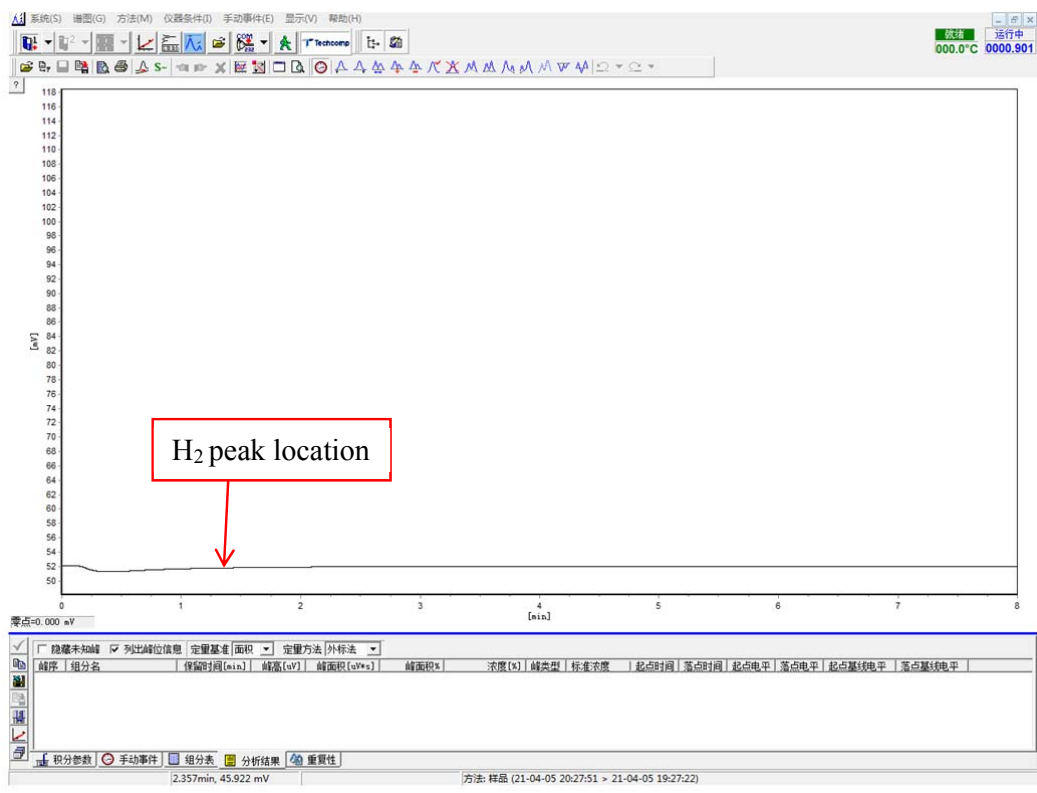 系统(S) 谱图(G) 方法(M) 仪器条件(I) 手动事件(E) 显示(V) 帮助(H)
1 2 COM 232 Techcomp
就绪 运行中
000.0°C 0000.901
S~
?
118
116
114
112
110
108
106
104
102
100
98
96
94
92
90
88
86
84
82
80
78
76
74
72
70
68
66
64
62
60
58
56
54
52
50
[mV]
H₂ peak location
0 1 2 3 4 5 6 7 8
[min]
零点=0.000 mV
隐藏未知峰 列出峰位信息 定量基准 面积 定量方法 外标法
峰序 组分名 保留时间[min] 峰高[uV] 峰面积[uV*s] 峰面积% 浓度[%] 峰类型 标准浓度 起点时间 落点时间 起点电平 落点电平 起点基线电平 落点基线电平
积分参数 手动事件 组分表 分析结果 重复性
2.357min, 45.922 mV 方法: 样品 (21-04-05 20:27:51 > 21-04-05 19:27:22)